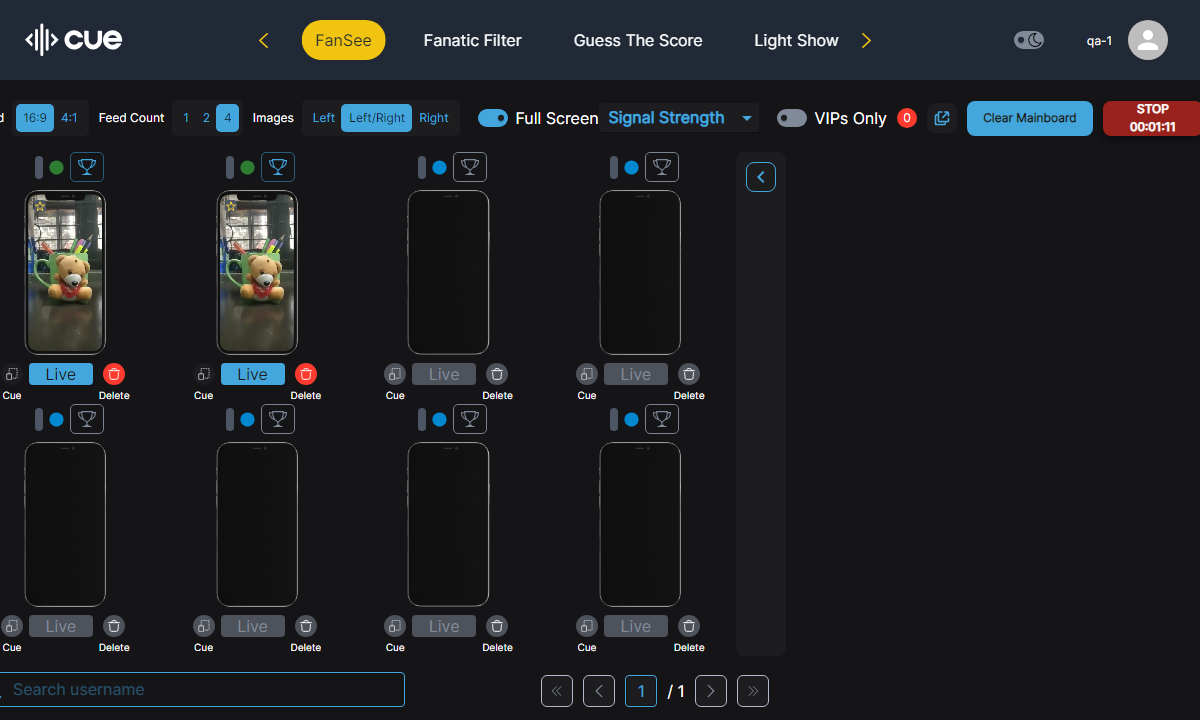 cue
FanSee
Fanatic Filter
Guess The Score
Light Show
qa-1
16:9
4:1
Feed Count
1
2
4
Images
Left
Left/Right
Right
Full Screen
Signal Strength
VIPs Only
0
Clear Mainboard
STOP
00:01:11
Live
Live
Live
Live
Cue
Delete
Cue
Delete
Cue
Delete
Cue
Delete
Live
Live
Live
Live
Cue
Delete
Cue
Delete
Cue
Delete
Cue
Delete
Search username
1
/ 1